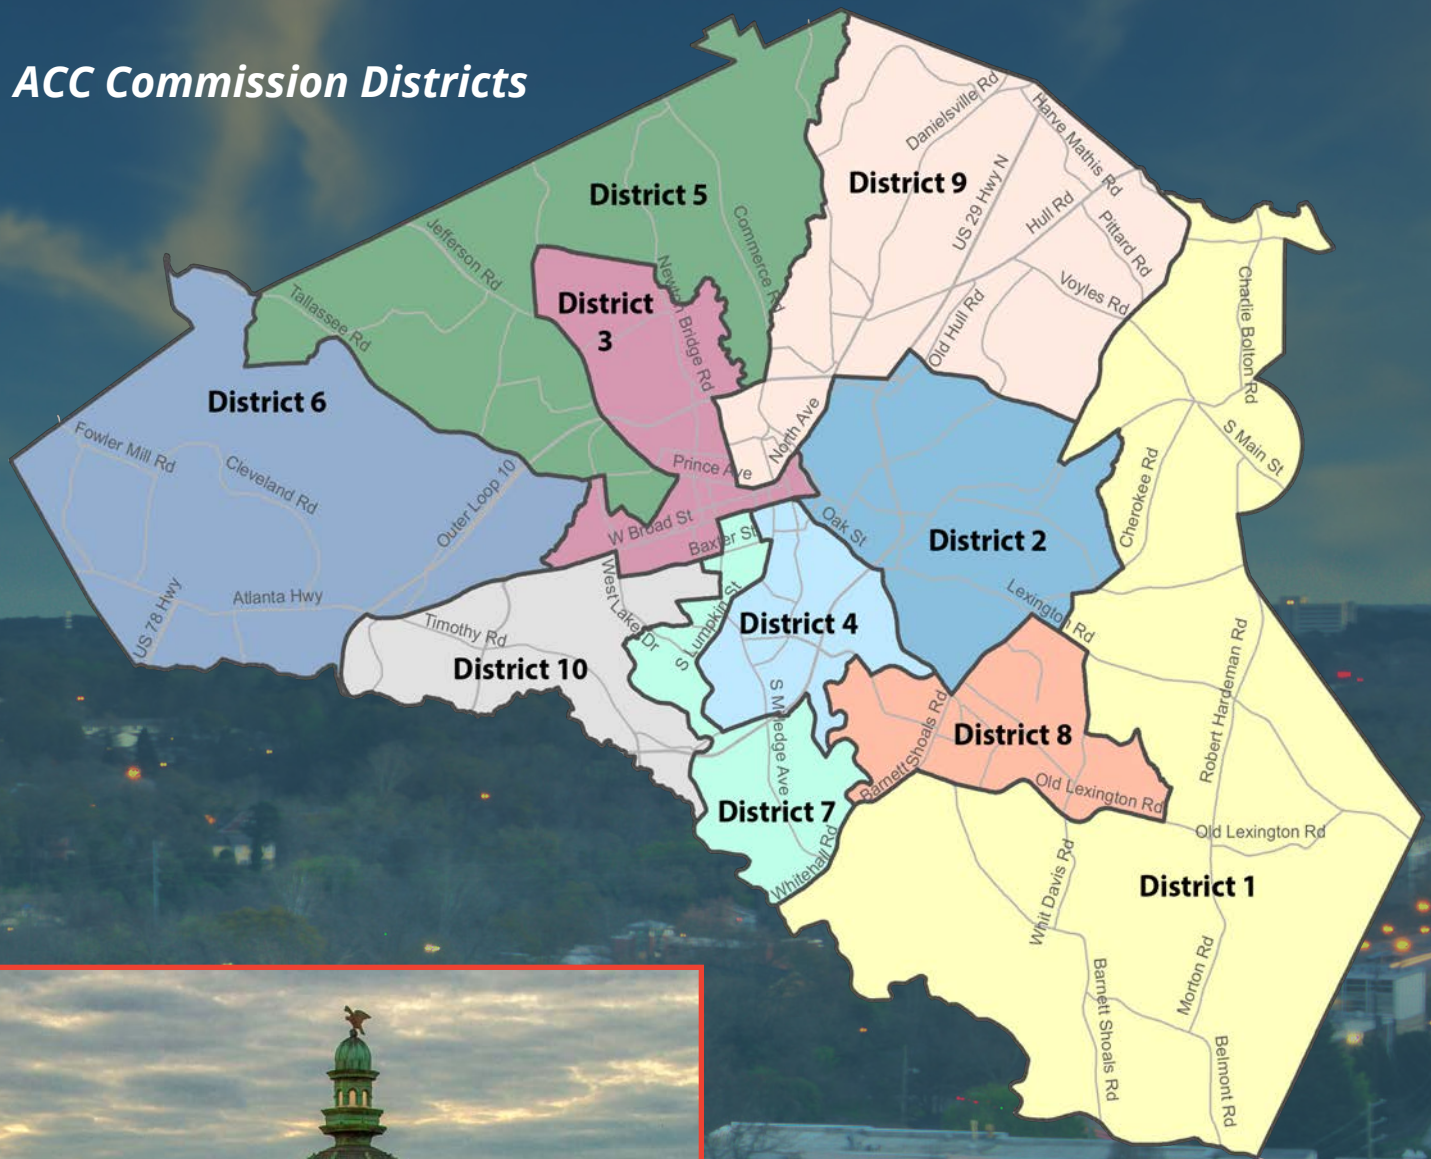 ACC Commission Districts
District 5
District 9
District
3
District 6
District 2
District 4
District 10
District 8
District 7
District 1
Danielsville Rd
Harve Mathis Rd
US 29 Hwy N
Hull Rd
Pittard Rd
Voyles Rd
Old Hull Rd
Commerce Rd
Jefferson Rd
Tallassee Rd
Newton Bridge Rd
Charlie Bolton Rd
S Main St
Cherokee Rd
Fowler Mill Rd
Cleveland Rd
Outer Loop 10
Prince Ave
North Ave
W Broad St
Baxter St
Oak St
Lexington Rd
US 78 Hwy
Atlanta Hwy
Timothy Rd
West Lake Dr
S Lumpkin St
S Milledge Ave
Barnett Shoals Rd
Old Lexington Rd
Robert Hardeman Rd
Old Lexington Rd
Whitehall Rd
Whit Davis Rd
Morton Rd
Barnett Shoals Rd
Belmont Rd